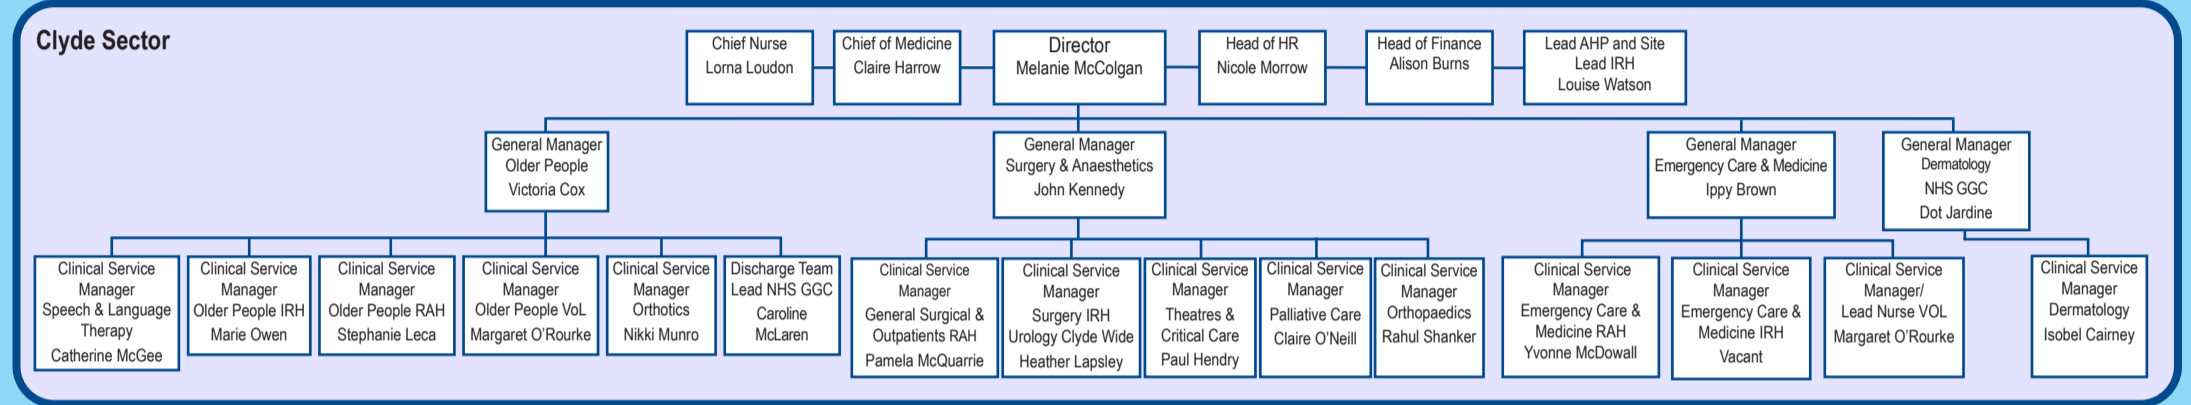 Clyde Sector
Chief Nurse
Lorna Loudon
Chief of Medicine
Claire Harrow
Director
Melanie McColgan
Head of HR
Nicole Morrow
Head of Finance
Alison Burns
Lead AHP and Site
Lead IRH
Louise Watson
General Manager
Older People
Victoria Cox
General Manager
Surgery & Anaesthetics
John Kennedy
General Manager
Emergency Care & Medicine
Ippy Brown
General Manager
Dermatology
NHS GGC
Dot Jardine
Clinical Service
Manager
Speech & Language
Therapy
Catherine McGee
Clinical Service
Manager
Older People IRH
Marie Owen
Clinical Service
Manager
Older People RAH
Stephanie Leca
Clinical Service
Manager
Older People VoL
Margaret O'Rourke
Clinical Service
Manager
Orthotics
Nikki Munro
Discharge Team
Lead NHS GGC
Caroline
McLaren
Clinical Service
Manager
General Surgical &
Outpatients RAH
Pamela McQuarrie
Clinical Service
Manager
Surgery IRH
Urology Clyde Wide
Heather Lapsley
Clinical Service
Manager
Theatres &
Critical Care
Paul Hendry
Clinical Service
Manager
Palliative Care
Claire O'Neill
Clinical Service
Manager
Orthopaedics
Rahul Shanker
Clinical Service
Manager
Emergency Care &
Medicine RAH
Yvonne McDowall
Clinical Service
Manager
Emergency Care &
Medicine IRH
Vacant
Clinical Service
Manager/
Lead Nurse VOL
Margaret O'Rourke
Clinical Service
Manager
Dermatology
Isobel Cairney